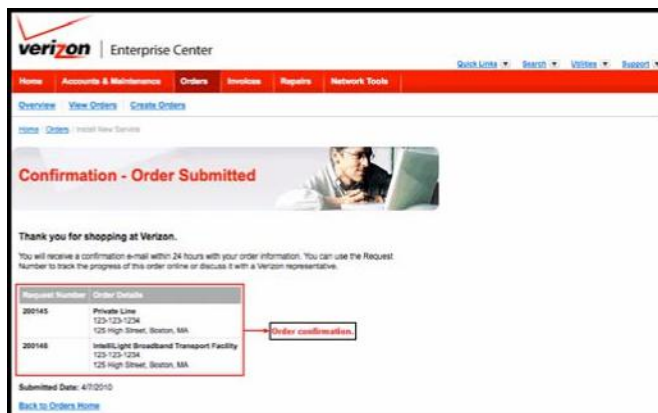 verizon | Enterprise Center
Quick Links Search Utilities Support
Home Accounts & Maintenance Orders Invoices Repairs Network Tools
Overview View Orders Create Orders
Home / Orders / Install New Service
Confirmation - Order Submitted
Thank you for shopping at Verizon.
You will receive a confirmation e-mail within 24 hours with your order information. You can use the Request
Number to track the progress of this order online or discuss it with a Verizon representative.
Request Number Order Details
200145 Private Line
123-123-1234
125 High Street, Boston, MA
Order confirmation.
200146 IntelliLight Broadband Transport Facility
123-123-1234
125 High Street, Boston, MA
Submitted Date: 4/7/2010
Back to Orders Home